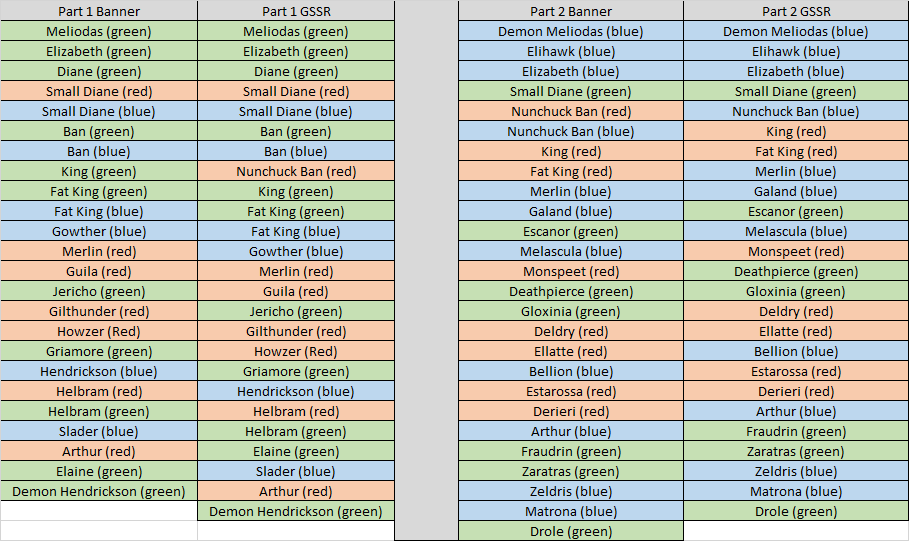 Part 1 Banner Part 1 GSSR Part 2 Banner Part 2 GSSR
Meliodas (green) Meliodas (green) Demon Meliodas (blue) Demon Meliodas (blue)
Elizabeth (green) Elizabeth (green) Elihawk (blue) Elihawk (blue)
Diane (green) Diane (green) Elizabeth (blue) Elizabeth (blue)
Small Diane (red) Small Diane (red) Small Diane (green) Small Diane (green)
Small Diane (blue) Small Diane (blue) Nunchuck Ban (red) Nunchuck Ban (blue)
Ban (green) Ban (green) Nunchuck Ban (blue) King (red)
Ban (blue) Ban (blue) King (red) Fat King (red)
King (green) Nunchuck Ban (red) Fat King (red) Merlin (blue)
Fat King (green) King (green) Merlin (blue) Galand (blue)
Fat King (blue) Fat King (green) Galand (blue) Escanor (green)
Gowther (blue) Fat King (blue) Escanor (green) Melascula (blue)
Merlin (red) Gowther (blue) Melascula (blue) Monspeet (red)
Guila (red) Merlin (red) Monspeet (red) Deathpierce (green)
Jericho (green) Guila (red) Deathpierce (green) Gloxinia (green)
Gilthunder (red) Jericho (green) Gloxinia (green) Deldry (red)
Howzer (Red) Gilthunder (red) Deldry (red) Ellatte (red)
Griamore (green) Howzer (Red) Ellatte (red) Bellion (blue)
Hendrickson (blue) Griamore (green) Bellion (blue) Estarossa (red)
Helbram (red) Hendrickson (blue) Estarossa (red) Derieri (red)
Helbram (green) Helbram (red) Derieri (red) Arthur (blue)
Slader (blue) Helbram (green) Arthur (blue) Fraudrin (green)
Arthur (red) Elaine (green) Fraudrin (green) Zaratras (green)
Elaine (green) Slader (blue) Zaratras (green) Zeldris (blue)
Demon Hendrickson (green) Arthur (red) Zeldris (blue) Matrona (blue)
Demon Hendrickson (green) Matrona (blue) Drole (green)
Drole (green)